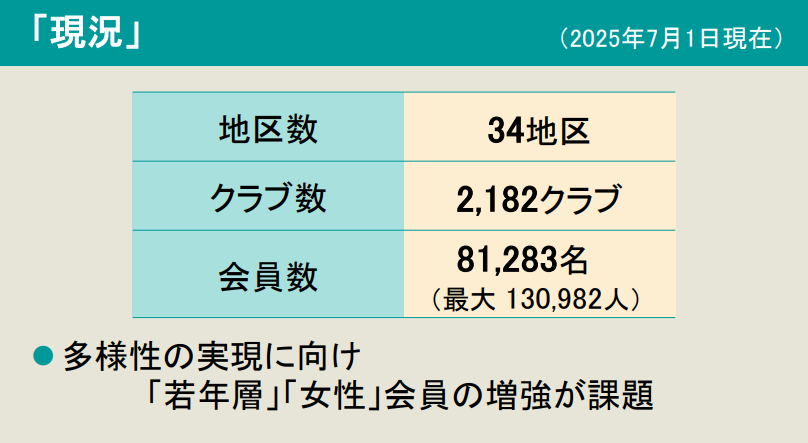 「現況」
（2025年7月1日現在）
地区数
34地区
クラブ数
2,182クラブ
会員数
81,283名
（最大 130,982人）
● 多様性の実現に向け
「若年層」「女性」会員の増強が課題